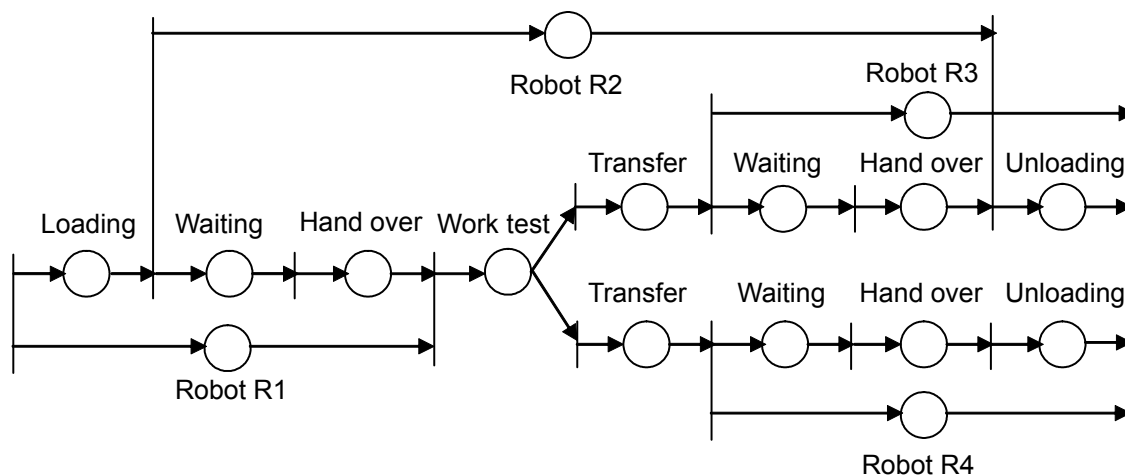 Robot R2
Robot R3
Transfer Waiting Hand over Unloading
Loading Waiting Hand over Work test
Transfer Waiting Hand over Unloading
Robot R1
Robot R4